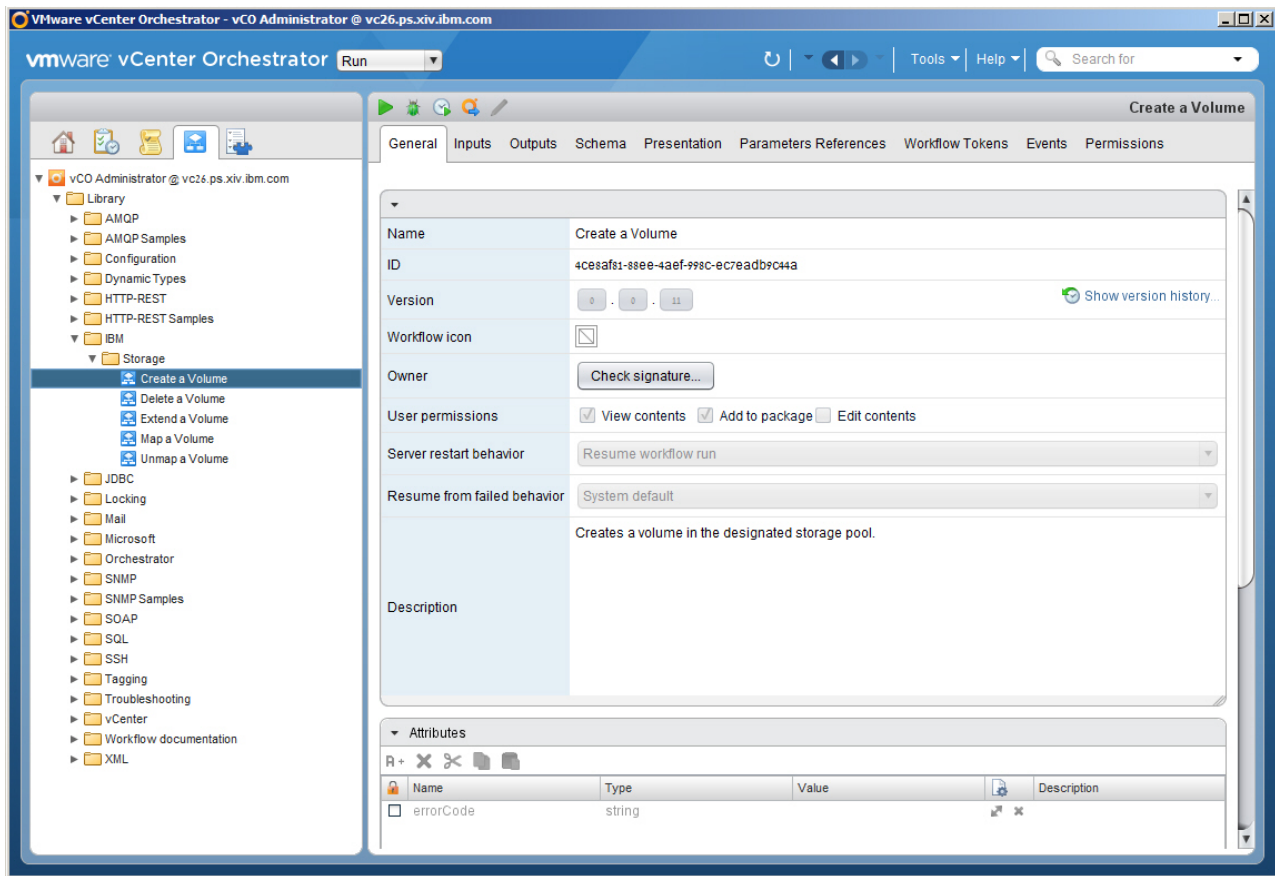 VMware vCenter Orchestrator - vCO Administrator @ vc26.ps.xiv.ibm.com
vmware vCenter Orchestrator Run
Tools Help Search for
Create a Volume
General Inputs Outputs Schema Presentation Parameters References Workflow Tokens Events Permissions
vCO Administrator @ vc26.ps.xiv.ibm.com
Library
AMQP
AMQP Samples
Configuration
Dynamic Types
HTTP-REST
HTTP-REST Samples
IBM
Storage
Create a Volume
Delete a Volume
Extend a Volume
Map a Volume
Unmap a Volume
JDBC
Locking
Mail
Microsoft
Orchestrator
SNMP
SNMP Samples
SOAP
SQL
SSH
Tagging
Troubleshooting
vCenter
Workflow documentation
XML
Name Create a Volume
ID 4ce8af81-88ee-4aef-998c-ec7eadb9c44a
Version 0 . 0 . 11 Show version history...
Workflow icon
Owner Check signature...
User permissions View contents Add to package Edit contents
Server restart behavior Resume workflow run
Resume from failed behavior System default
Description Creates a volume in the designated storage pool.
Attributes
A+
Name Type Value Description
errorCode string